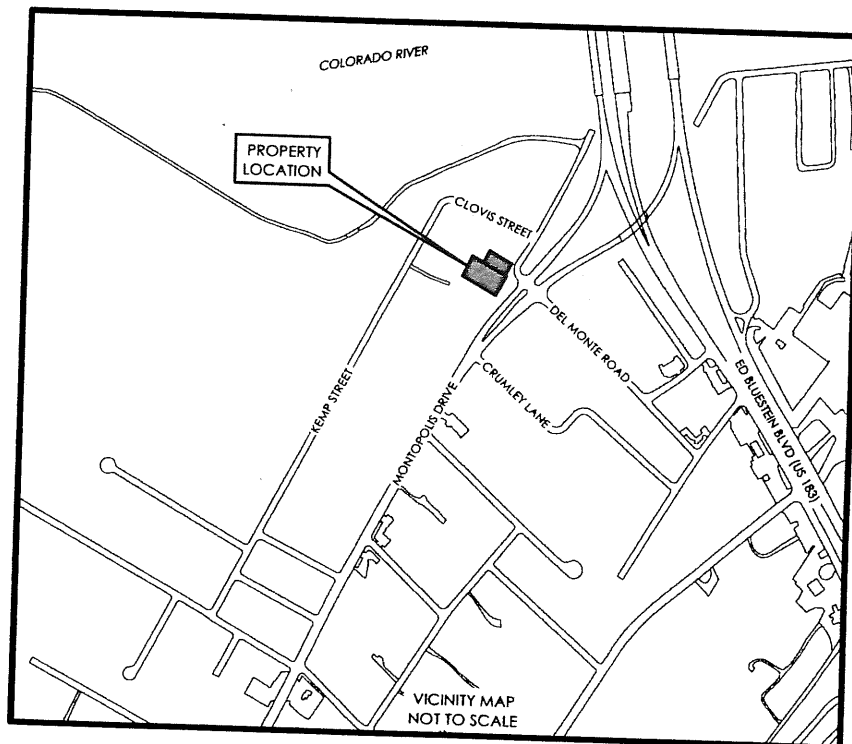 COLORADO RIVER
PROPERTY
LOCATION
CLOVIS STREET
DEL MONTE ROAD
ED BLUESTEIN BLVD (US 183)
CRUMLEY LANE
KEMP STREET
MONTOPOLIS DRIVE
VICINITY MAP
NOT TO SCALE